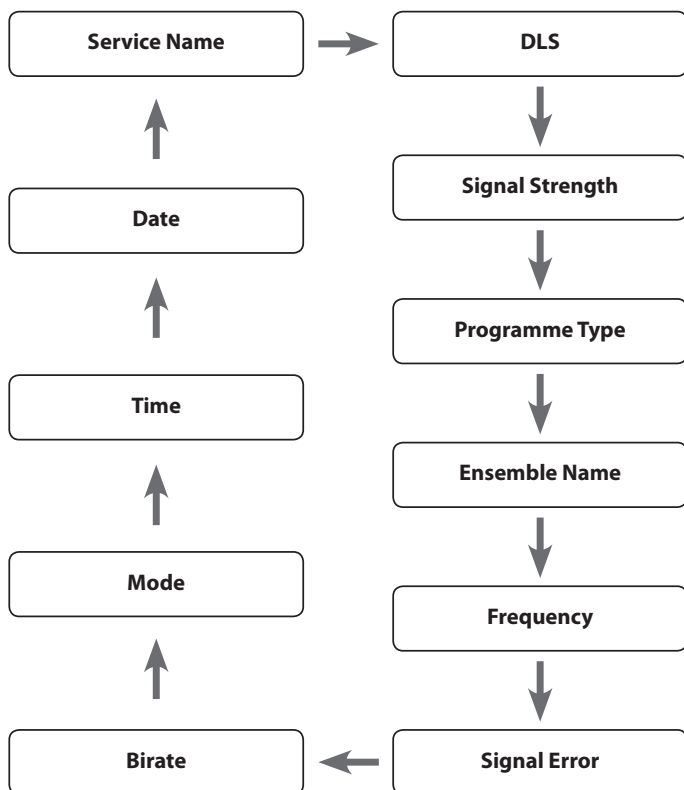 Service Name
DLS
Signal Strength
Programme Type
Ensemble Name
Frequency
Signal Error
Birate
Mode
Time
Date